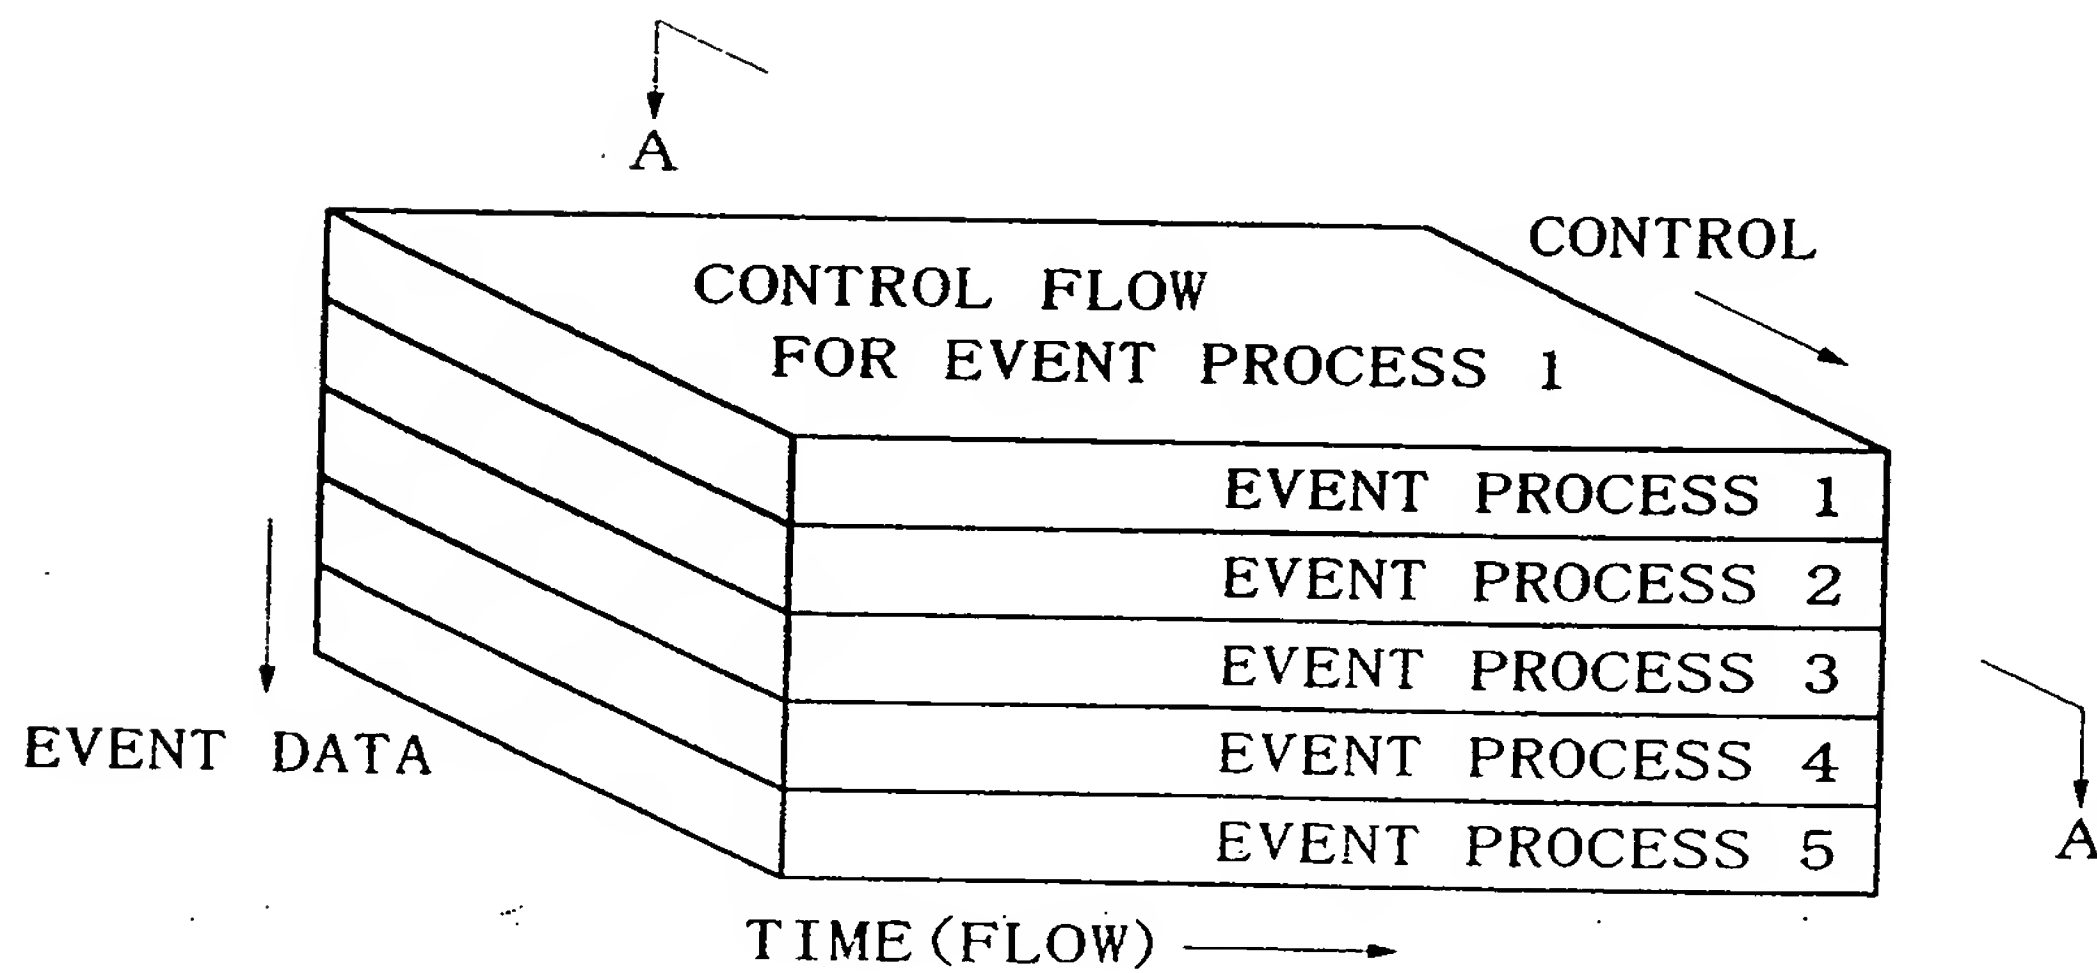 A
CONTROL
CONTROL FLOW
FOR EVENT PROCESS 1
EVENT PROCESS 1
EVENT PROCESS 2
EVENT PROCESS 3
EVENT PROCESS 4
EVENT PROCESS 5
EVENT DATA
A
TIME(FLOW)